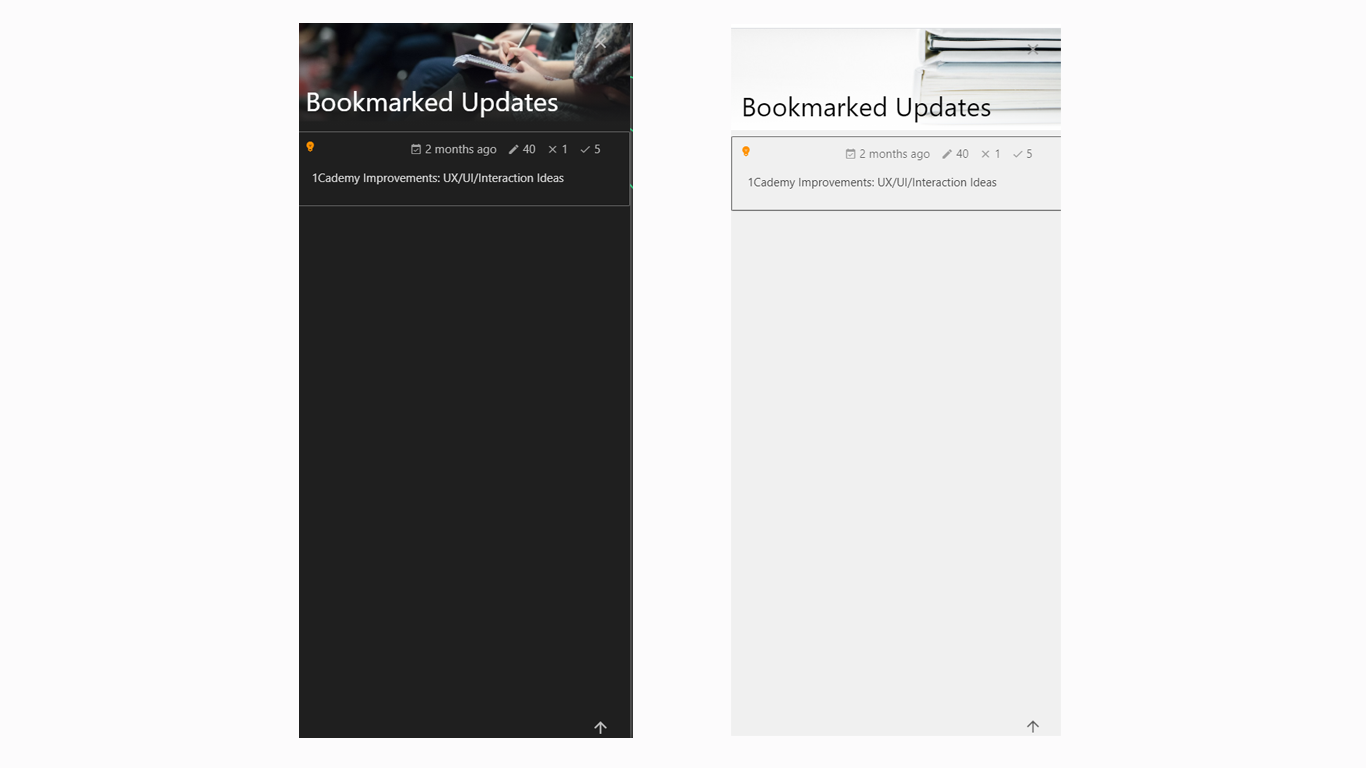 Bookmarked Updates
2 months ago 40 1 5
1Cademy Improvements: UX/UI/Interaction Ideas
Bookmarked Updates
2 months ago 40 1 5
1Cademy Improvements: UX/UI/Interaction Ideas